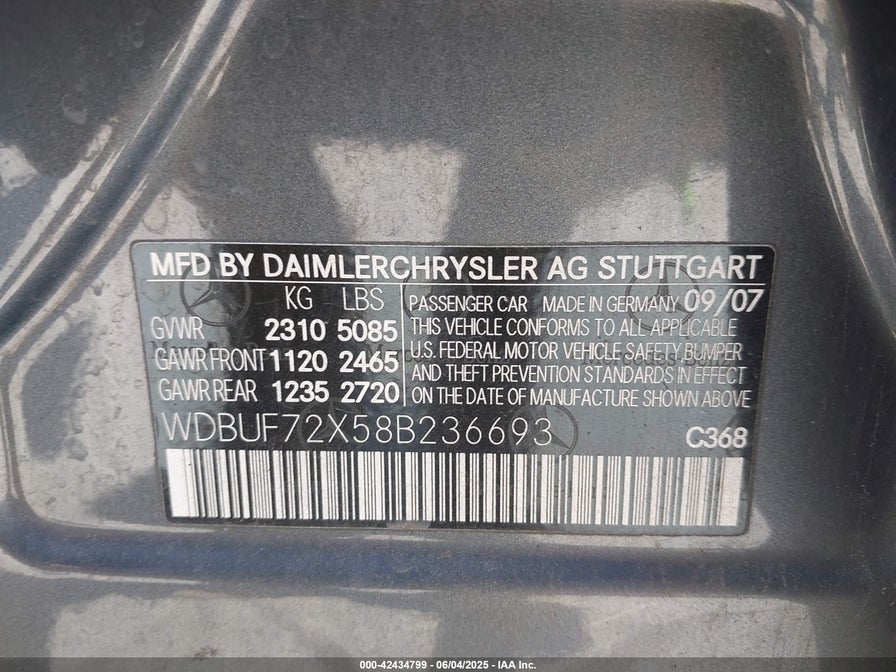 MFD BY DAIMLERCHRYSLER AG STUTTGART
KG LBS
GVWR 2310 5085
GAWR FRONT 1120 2465
GAWR REAR 1235 2720
PASSENGER CAR MADE IN GERMANY 09/07
THIS VEHICLE CONFORMS TO ALL APPLICABLE
U.S. FEDERAL MOTOR VEHICLE SAFETY, BUMPER
AND THEFT PREVENTION STANDARDS IN EFFECT
ON THE DATE OF MANUFACTURE SHOWN ABOVE
WDBUF72X58B236693
C368
000-42434799 - 06/04/2025 - IAA Inc.